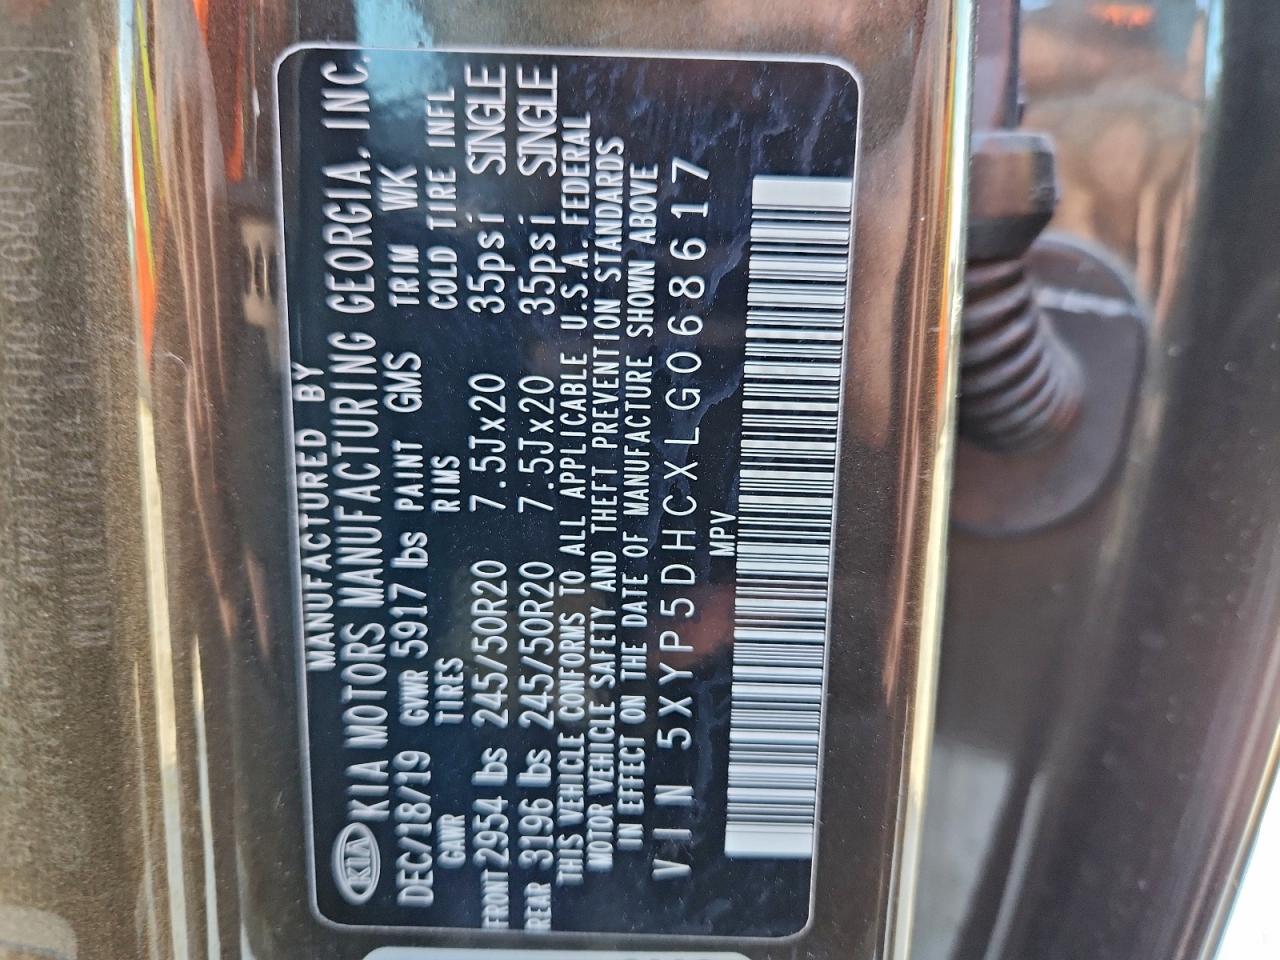 MANUFACTURED BY
KIA KIA MOTORS MANUFACTURING GEORGIA, INC.
DEC/18/19 GVWR 5917 lbs PAINT GMS TRIM WK
GAWR TIRES RIMS COLD TIRE INFL
FRONT 2954 lbs 245/50R20 7.5Jx20 35psi SINGLE
REAR 3196 lbs 245/50R20 7.5Jx20 35psi SINGLE
THIS VEHICLE CONFORMS TO ALL APPLICABLE U.S.A. FEDERAL
MOTOR VEHICLE SAFETY AND THEFT PREVENTION STANDARDS
IN EFFECT ON THE DATE OF MANUFACTURE SHOWN ABOVE
VIN 5XYP5DHCXLG068617
MPV